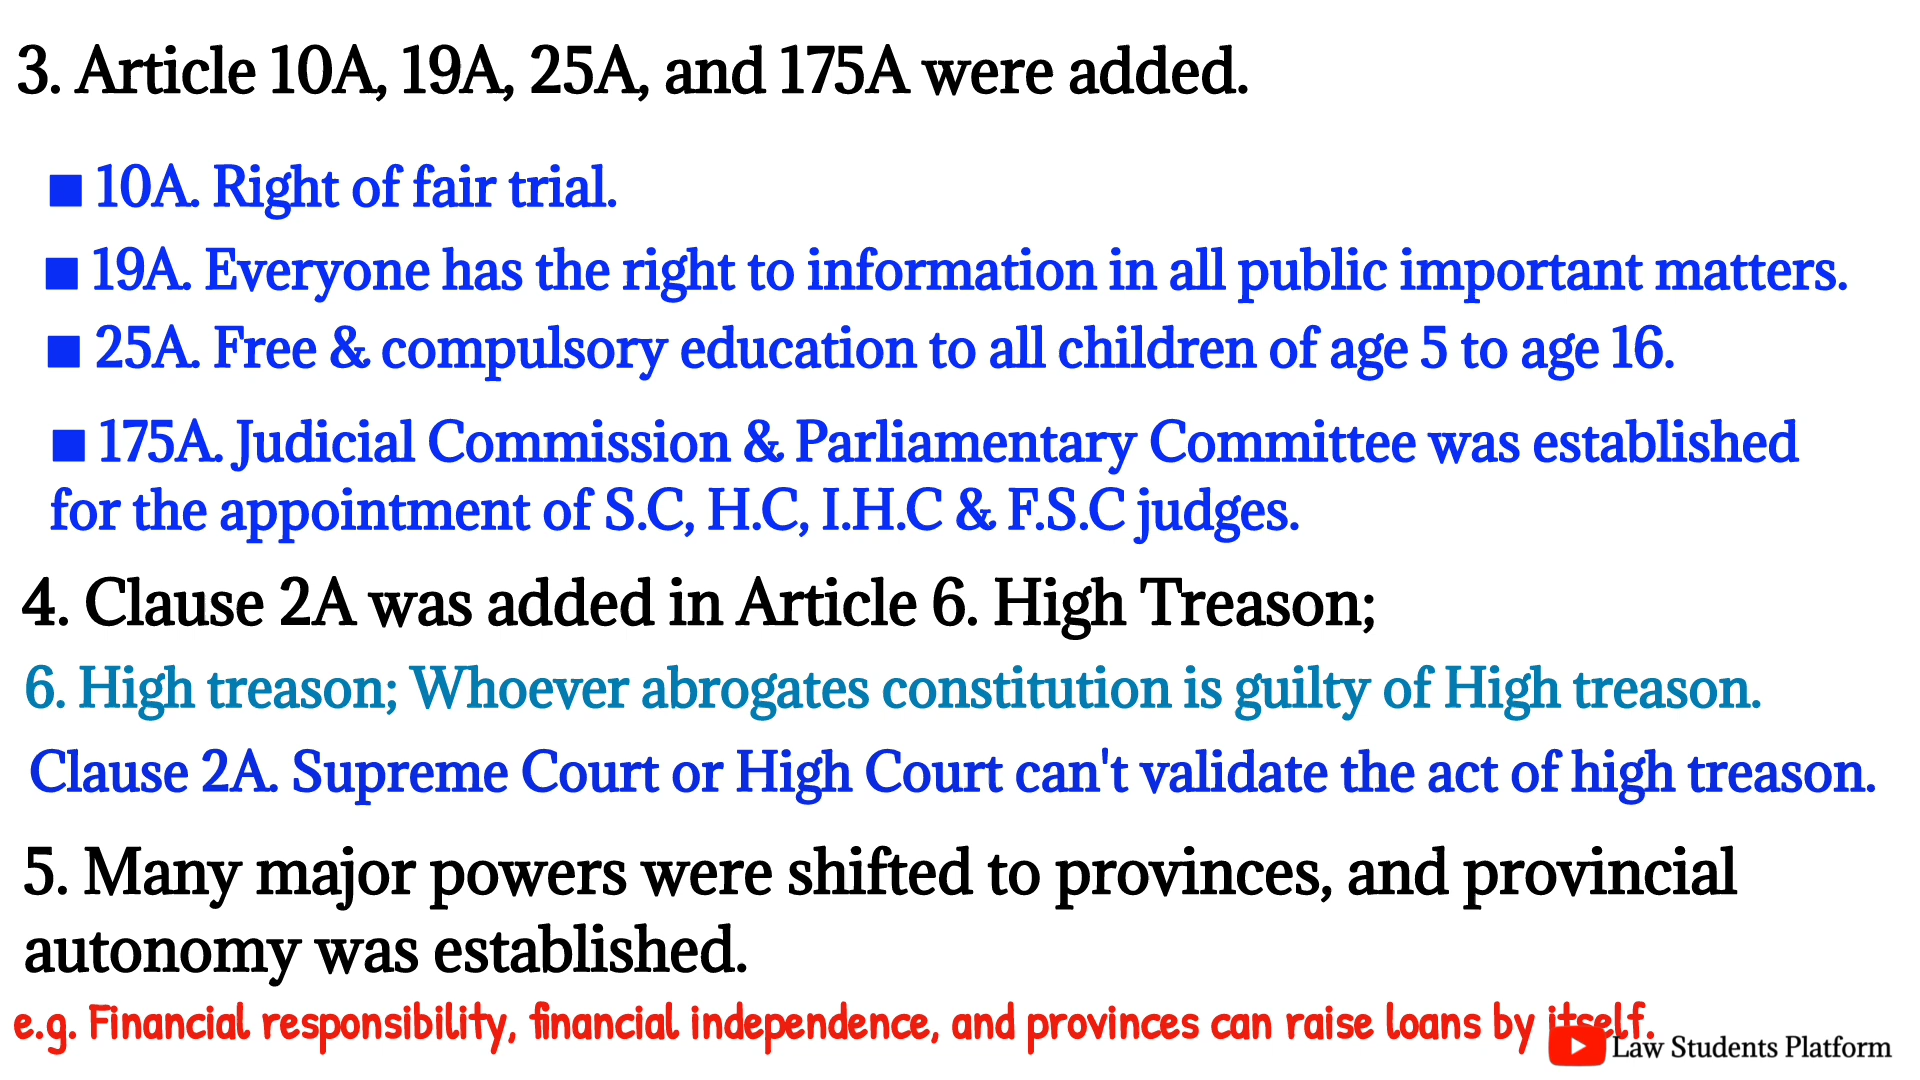 3. Article 10A, 19A, 25A, and 175A were added.
■ 10A. Right of fair trial.
■ 19A. Everyone has the right to information in all public important matters.
■ 25A. Free & compulsory education to all children of age 5 to age 16.
■ 175A. Judicial Commission & Parliamentary Committee was established
for the appointment of S.C, H.C, I.H.C & F.S.C judges.
4. Clause 2A was added in Article 6. High Treason;
6. High treason; Whoever abrogates constitution is guilty of High treason.
Clause 2A. Supreme Court or High Court can't validate the act of high treason.
5. Many major powers were shifted to provinces, and provincial
autonomy was established.
e.g. Financial responsibility, financial independence, and provinces can raise loans by itself.
Law Students Platform